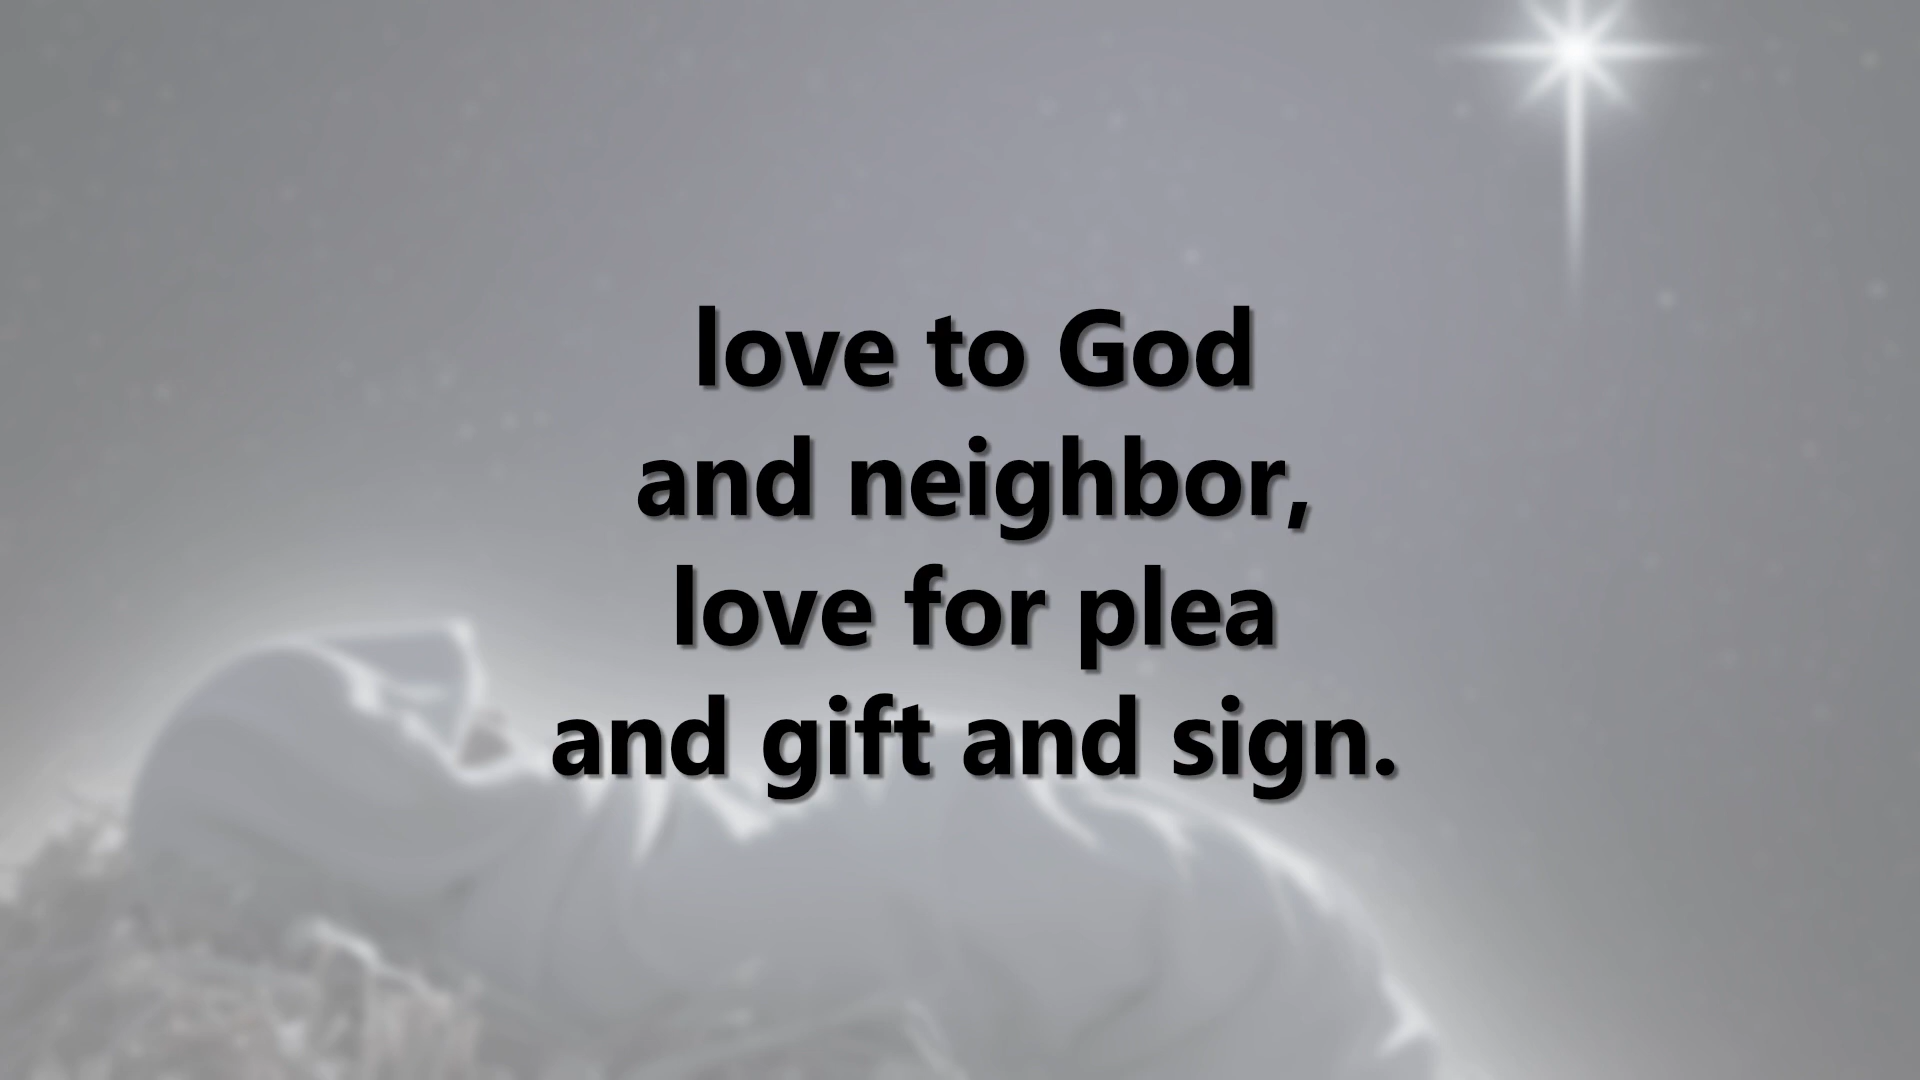 love to God
and neighbor,
love for plea
and gift and sign.